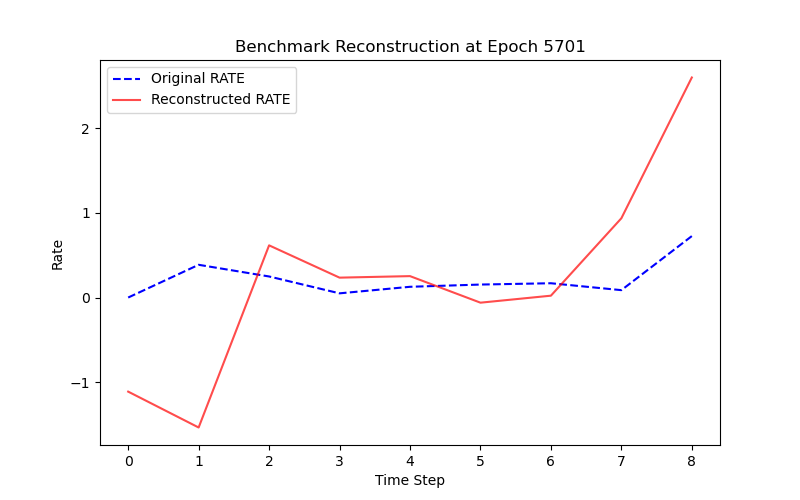 Benchmark Reconstruction at Epoch 5701
Original RATE
Reconstructed RATE
2
1
0
−1
Rate
0 1 2 3 4 5 6 7 8
Time Step